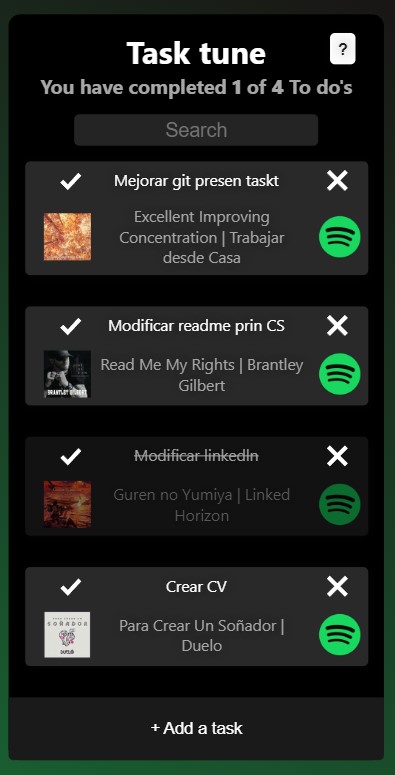 Task tune
?
You have completed 1 of 4 To do's
Search
Mejorar git presen taskt
Excellent Improving
Concentration | Trabajar
desde Casa
Modificar readme prin CS
Read Me My Rights | Brantley
Gilbert
BRANTLEY GILBERT
Modificar linkedln
Guren no Yumiya | Linked
Horizon
Crear CV
PARA CREAR UN
SOÑADOR
DUELO
Para Crear Un Soñador |
Duelo
+ Add a task